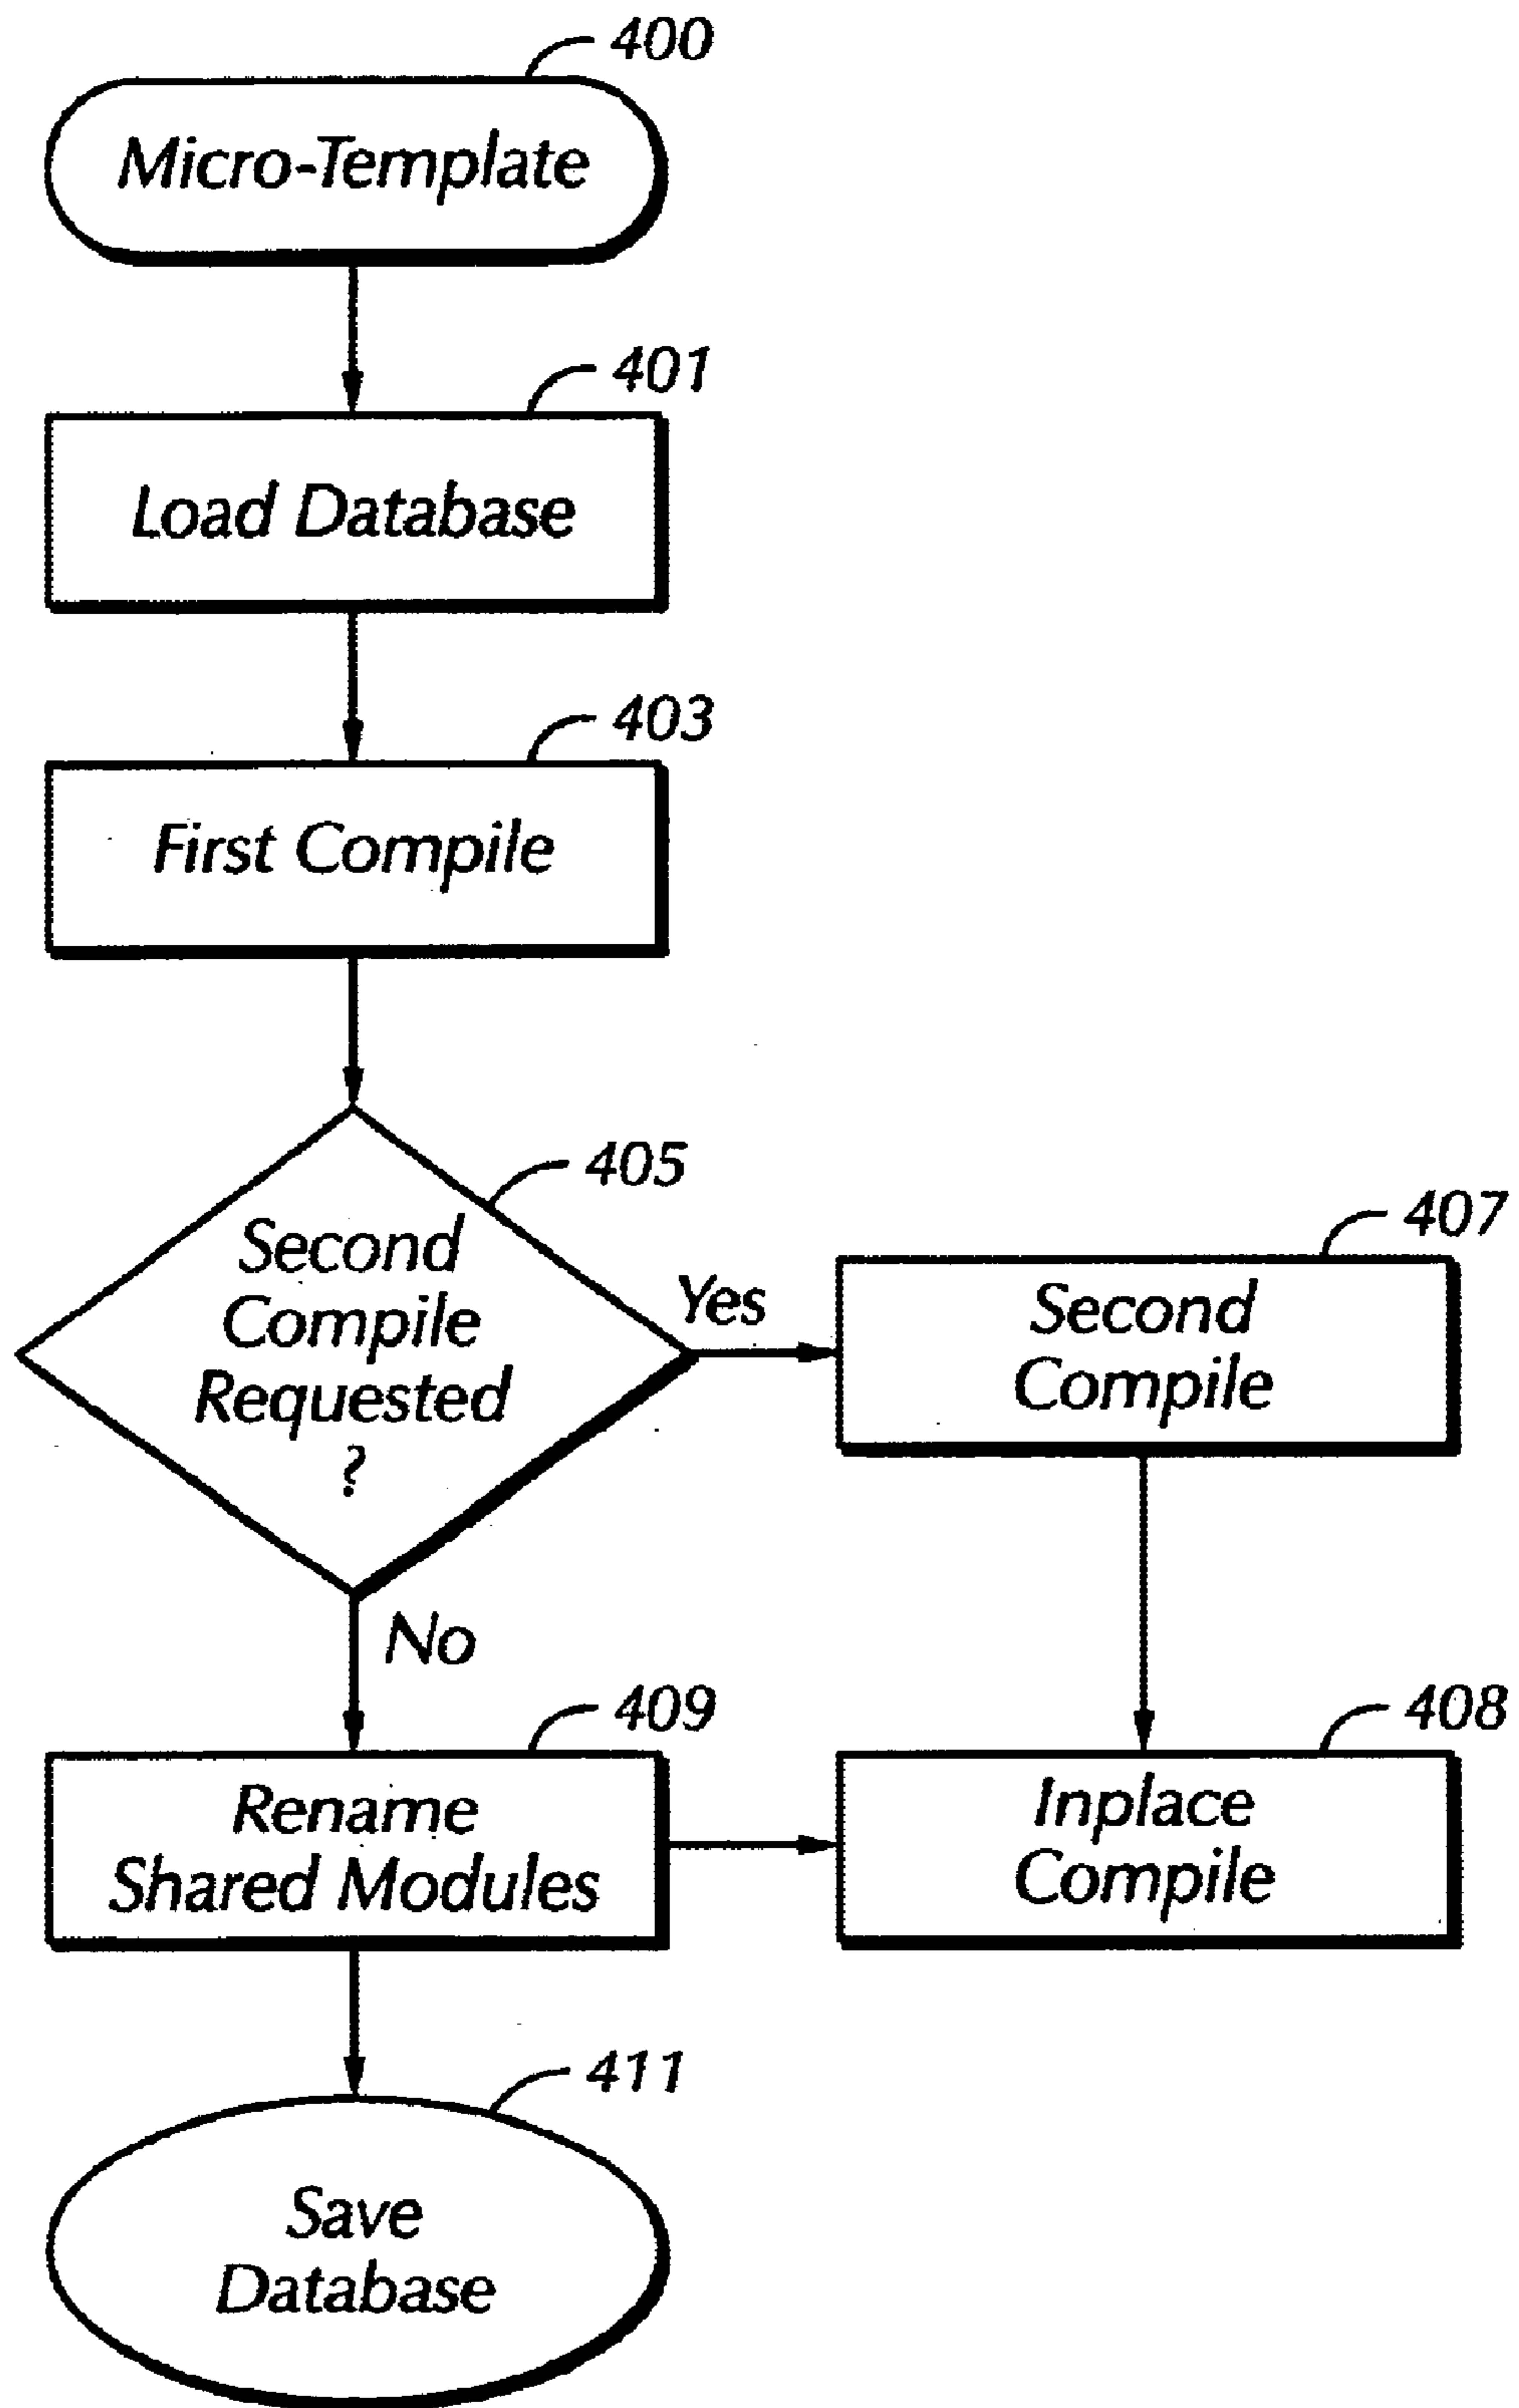 400
Micro-Template
401
Load Database
403
First Compile
405
Second
Compile
Requested
?
Yes
407
Second
Compile
No
409
Rename
Shared Modules
408
Inplace
Compile
411
Save
Database